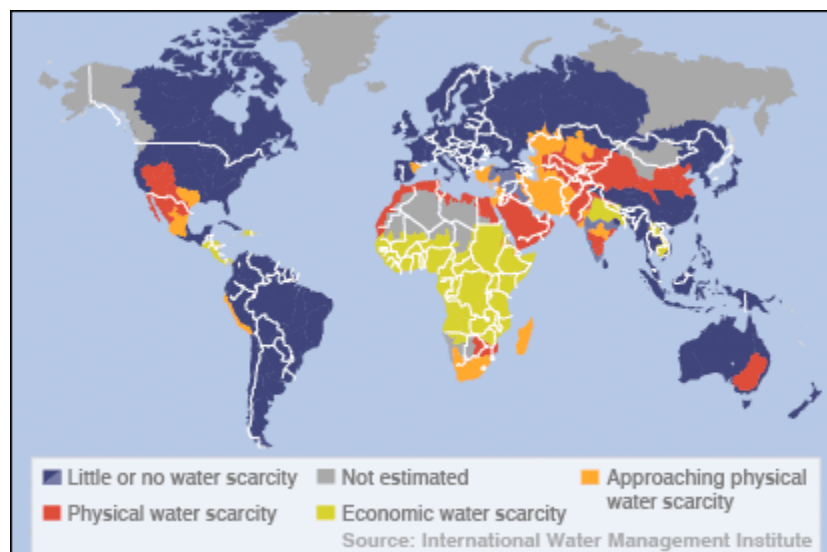 Little or no water scarcity
Not estimated
Approaching physical
water scarcity
Physical water scarcity
Economic water scarcity
Source: International Water Management Institute